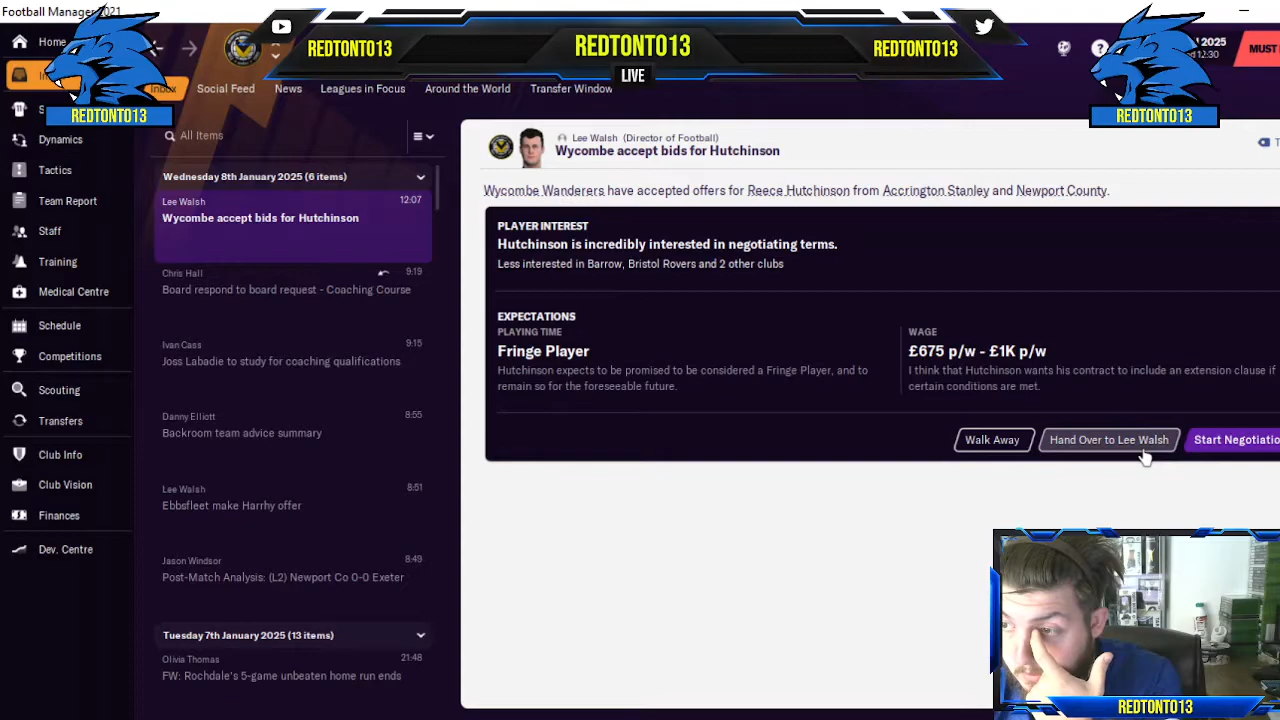 Football Manager 2021
REDTONTO13
REDTONTO13
REDTONTO13
LIVE
REDTONTO13
REDTONTO13
Home
2025
12:30
MUST
Inbox
Social Feed
News
Leagues in Focus
Around the World
Transfer Window
Dynamics
Tactics
Team Report
Staff
Training
Medical Centre
Schedule
Competitions
Scouting
Transfers
Club Info
Club Vision
Finances
Dev. Centre
All Items
Wednesday 8th January 2025 (6 items)
Lee Walsh 12:07
Wycombe accept bids for Hutchinson
Chris Hall 9:19
Board respond to board request - Coaching Course
Ivan Cass 9:15
Joss Labadie to study for coaching qualifications
Danny Elliott 8:55
Backroom team advice summary
Lee Walsh 8:51
Ebbsfleet make Harrhy offer
Jason Windsor 8:49
Post-Match Analysis: (L2) Newport Co 0-0 Exeter
Tuesday 7th January 2025 (13 items)
Olivia Thomas 21:48
FW: Rochdale's 5-game unbeaten home run ends
Lee Walsh (Director of Football)
Wycombe accept bids for Hutchinson
Wycombe Wanderers have accepted offers for Reece Hutchinson from Accrington Stanley and Newport County.
PLAYER INTEREST
Hutchinson is incredibly interested in negotiating terms.
Less interested in Barrow, Bristol Rovers and 2 other clubs
EXPECTATIONS
PLAYING TIME
Fringe Player
Hutchinson expects to be promised to be considered a Fringe Player, and to
remain so for the foreseeable future.
WAGE
£675 p/w - £1K p/w
I think that Hutchinson wants his contract to include an extension clause if
certain conditions are met.
Walk Away
Hand Over to Lee Walsh
Start Negotiatio
REDTONTO13